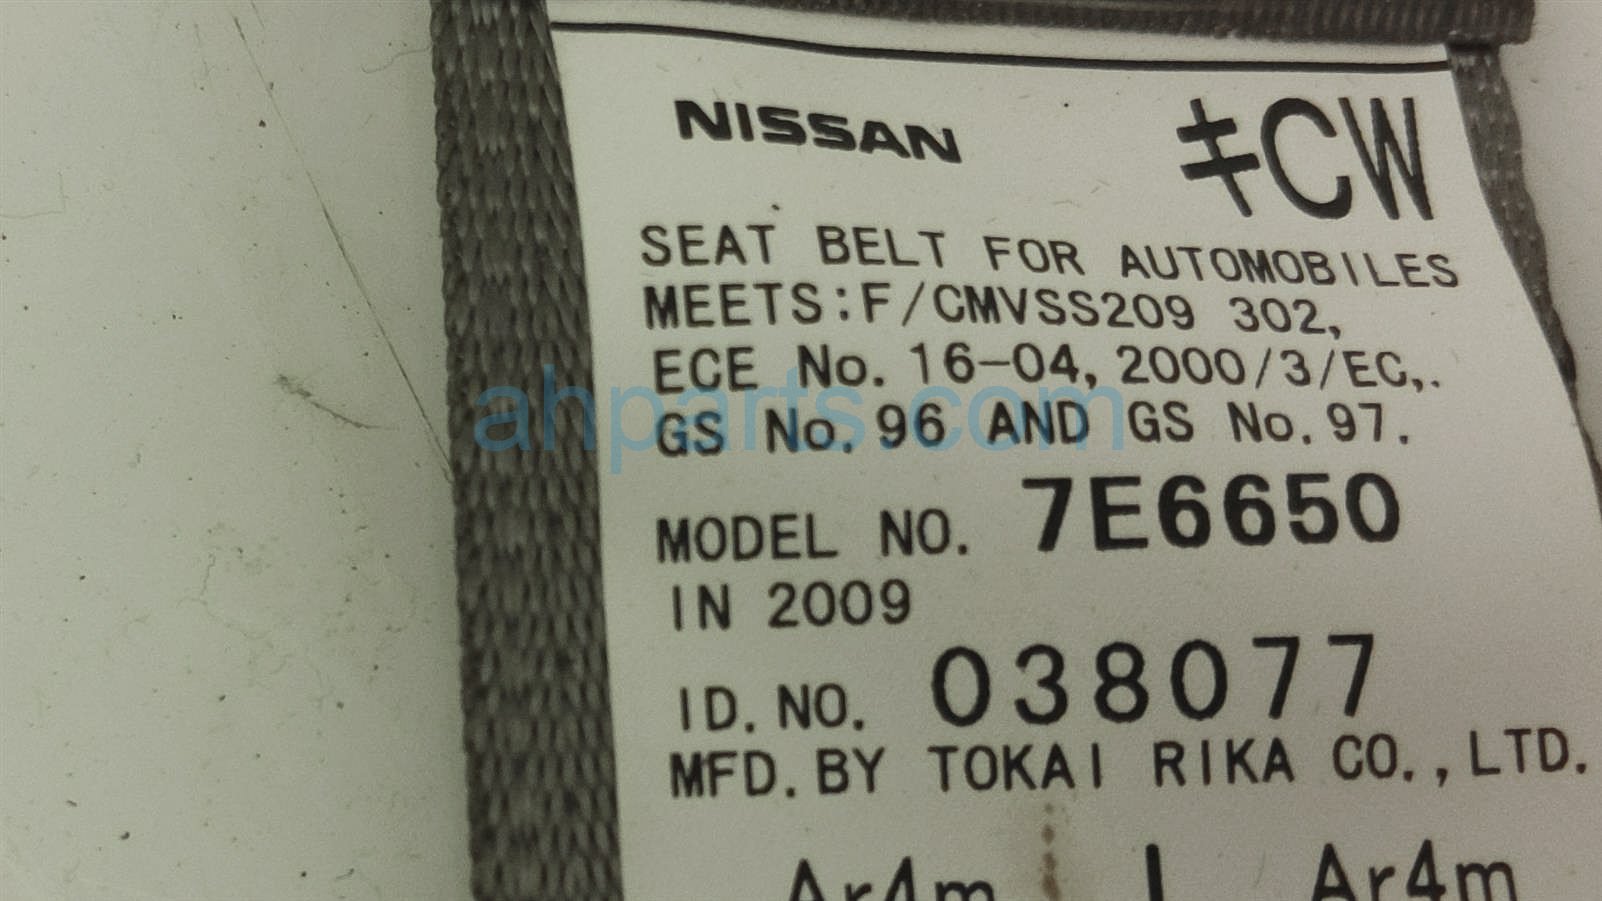 NISSAN キCW
SEAT BELT FOR AUTOMOBILES
MEETS:F/CMVSS209 302,
ECE No. 16-04, 2000/3/EC,.
ahparts.com
GS No. 96 AND GS No. 97.
MODEL NO. 7E6650
IN 2009
ID. NO. 038077
MFD. BY TOKAI RIKA CO., LTD.
Ar4m I Ar4m